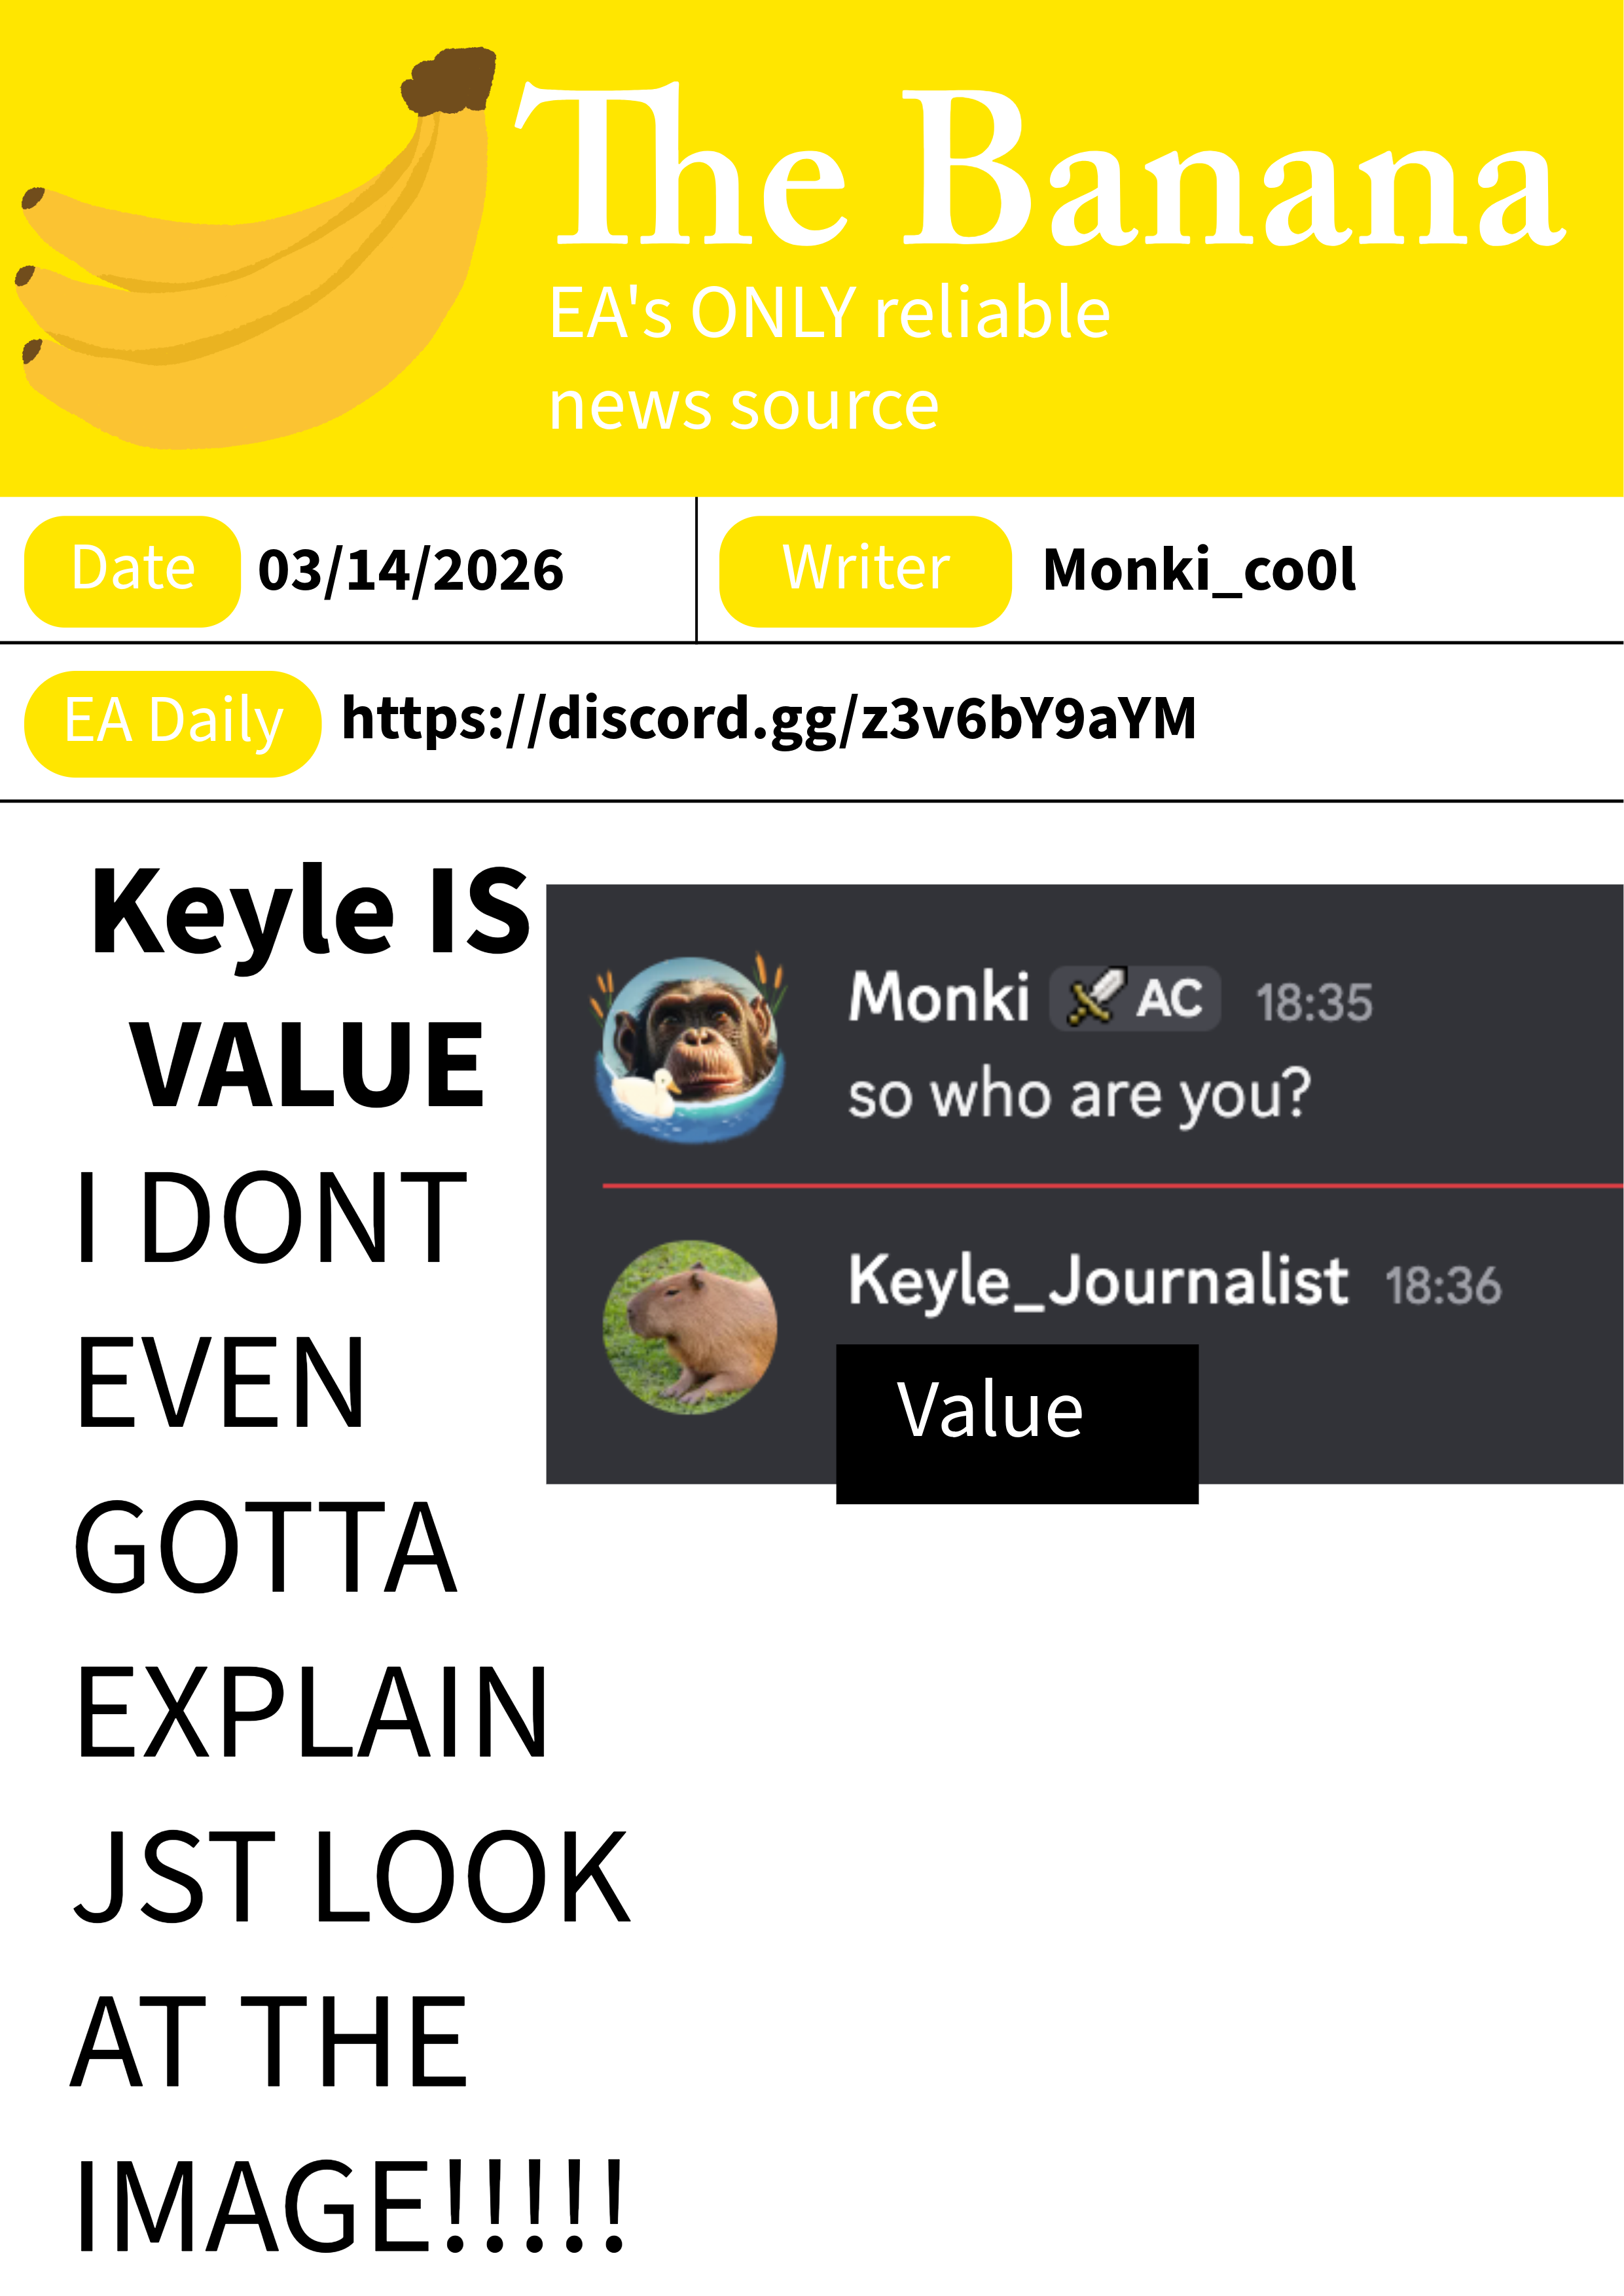 The Banana
EA's ONLY reliable
news source
Date 03/14/2026 Writer Monki_co0l
EA Daily https://discord.gg/z3v6bY9aYM
Keyle IS
VALUE
I DONT
EVEN
GOTTA
EXPLAIN
JST LOOK
AT THE
IMAGE!!!!!
Monki AC 18:35
so who are you?
Keyle_Journalist 18:36
Value